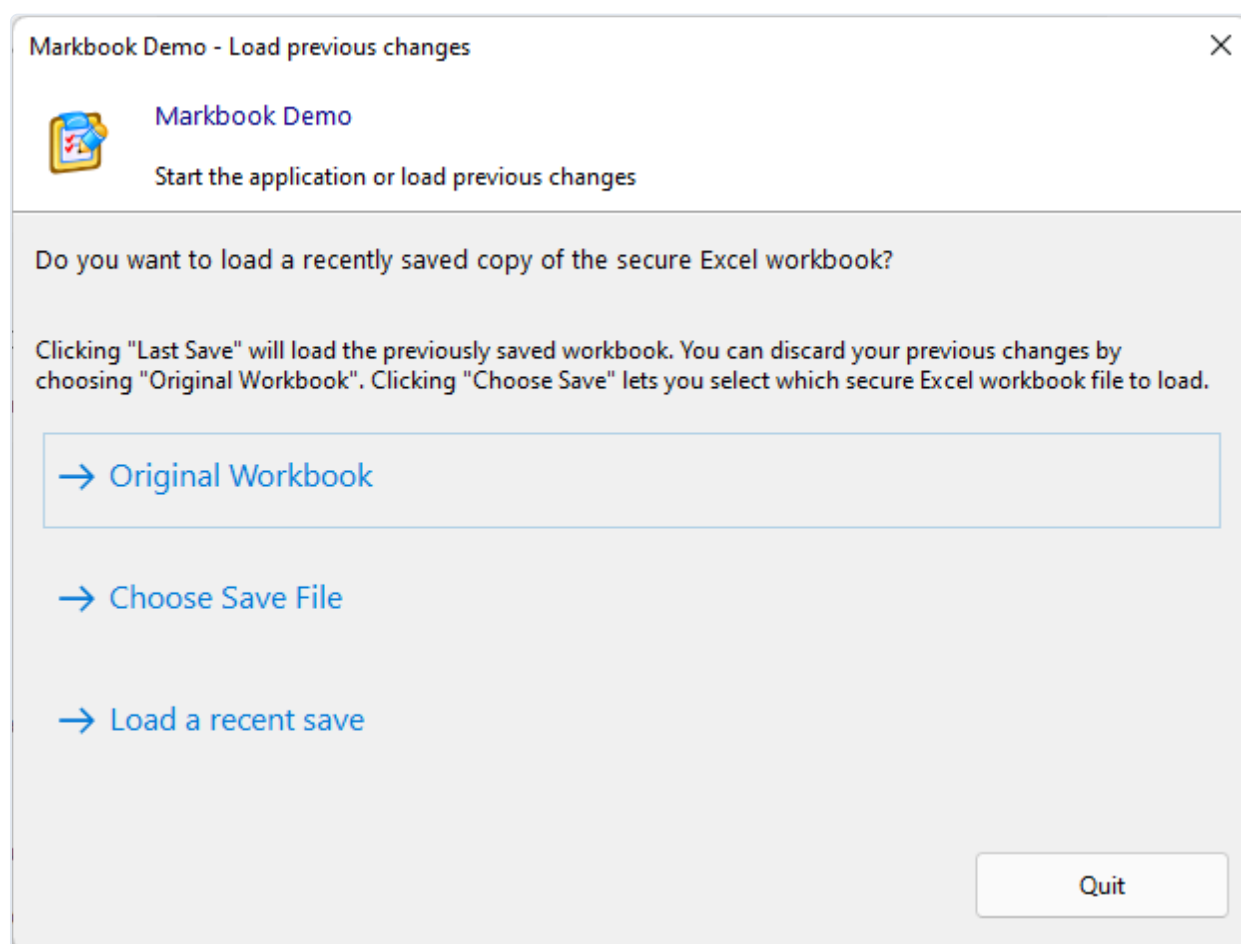 Markbook Demo - Load previous changes
Markbook Demo
Start the application or load previous changes
Do you want to load a recently saved copy of the secure Excel workbook?
Clicking "Last Save" will load the previously saved workbook. You can discard your previous changes by
choosing "Original Workbook". Clicking "Choose Save" lets you select which secure Excel workbook file to load.
Original Workbook
Choose Save File
Load a recent save
Quit